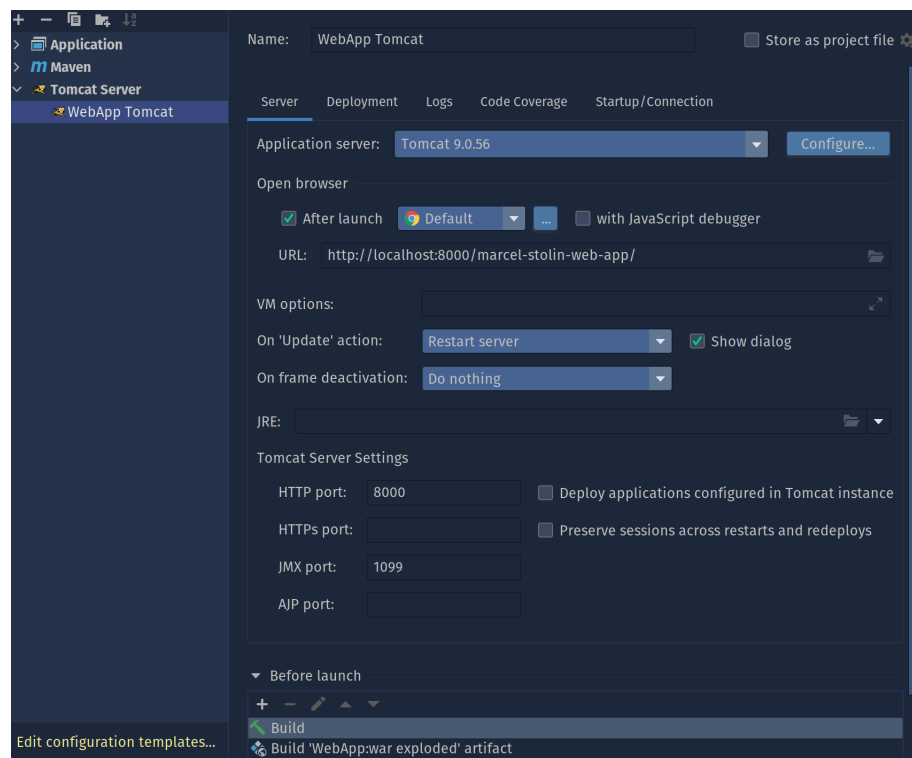 Application
Maven
Tomcat Server
WebApp Tomcat
Edit configuration templates...
Name: WebApp Tomcat Store as project file
Server Deployment Logs Code Coverage Startup/Connection
Application server: Tomcat 9.0.56 Configure...
Open browser
After launch Default ... with JavaScript debugger
URL: http://localhost:8000/marcel-stolin-web-app/
VM options:
On 'Update' action: Restart server Show dialog
On frame deactivation: Do nothing
JRE:
Tomcat Server Settings
HTTP port: 8000 Deploy applications configured in Tomcat instance
HTTPs port: Preserve sessions across restarts and redeploys
JMX port: 1099
AJP port:
Before launch
Build
Build 'WebApp:war exploded' artifact